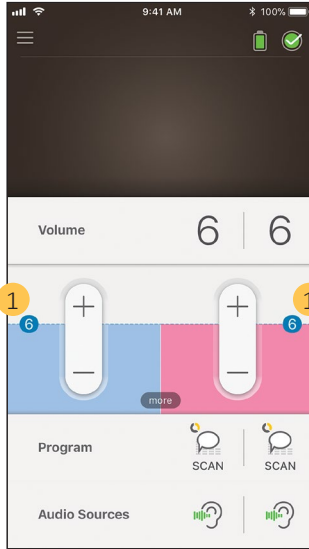 9:41 AM 100%
Volume 6 6
+ +
1 1
6 6
− −
more
Program SCAN SCAN
Audio Sources